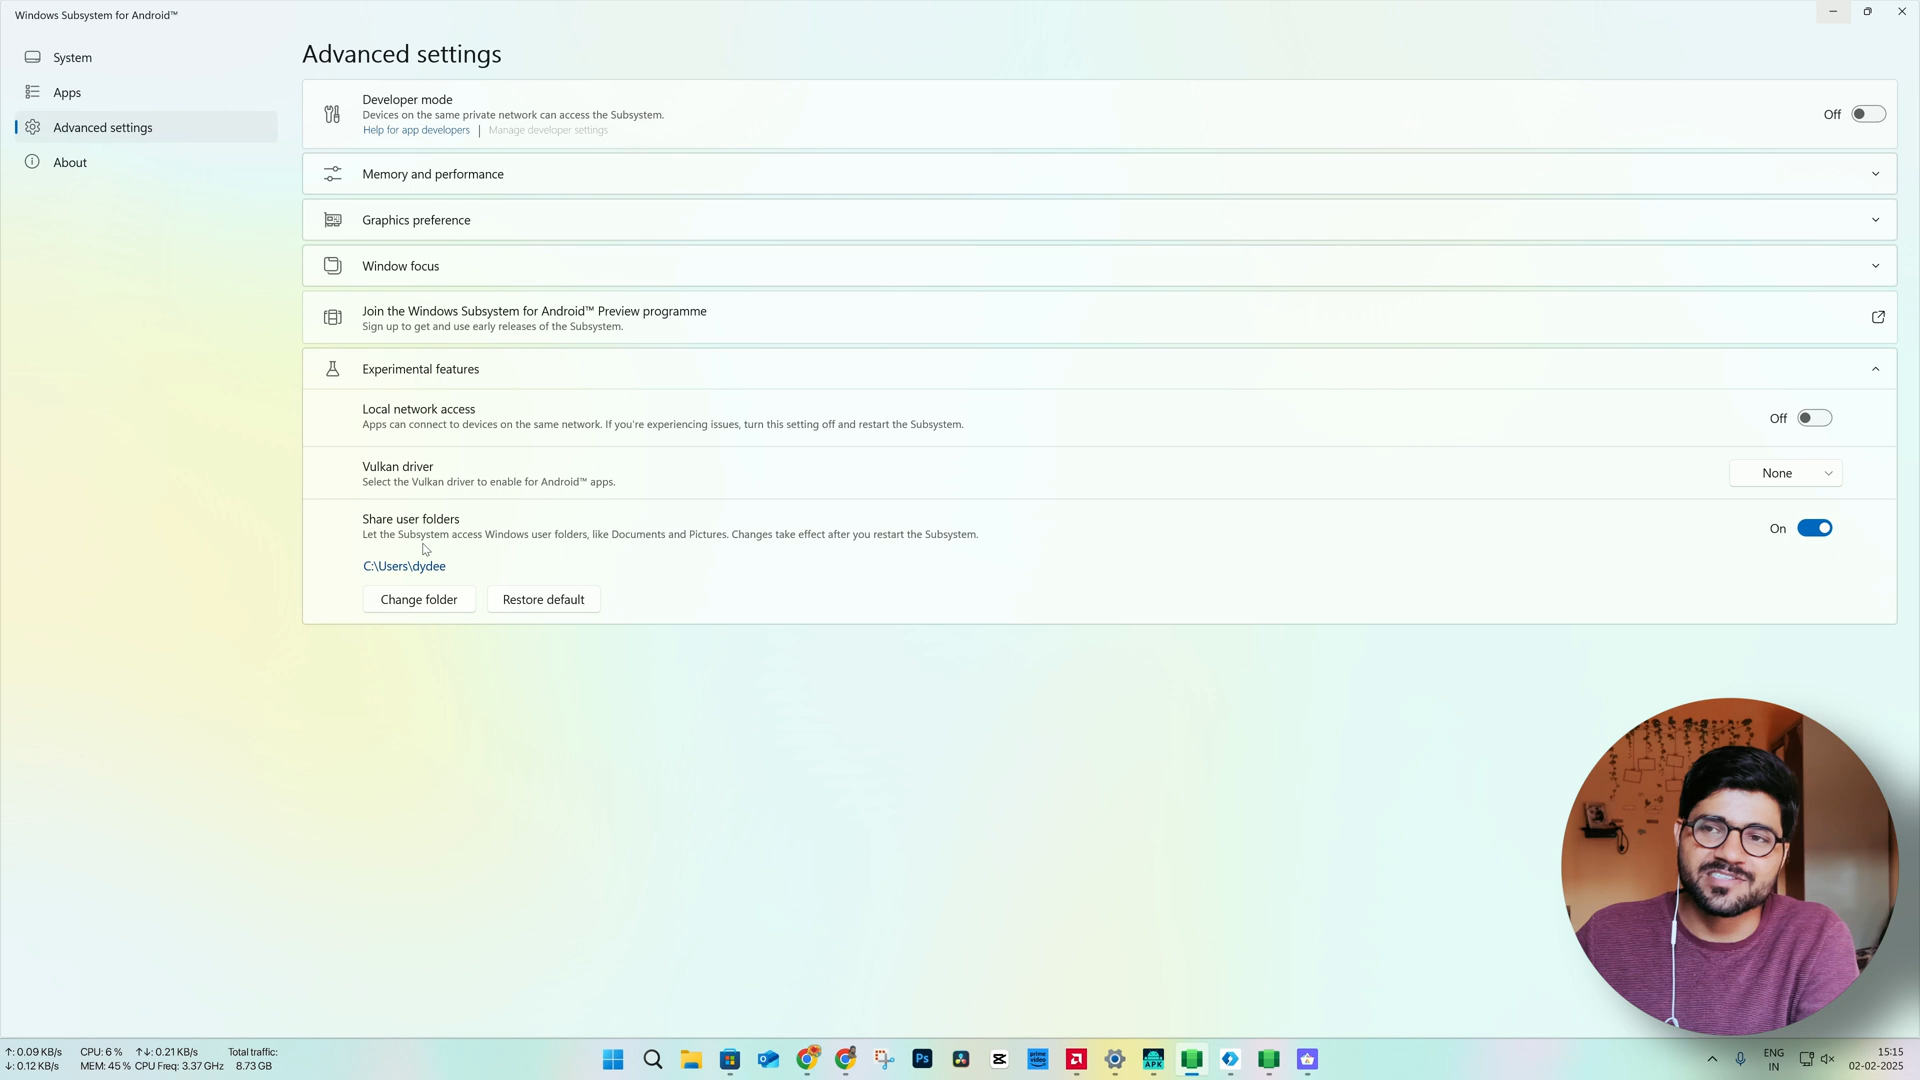 Windows Subsystem for Android™
System
Apps
Advanced settings
About
Advanced settings
Developer mode
Devices on the same private network can access the Subsystem.
Help for app developers | Manage developer settings
Off
Memory and performance
Graphics preference
Window focus
Join the Windows Subsystem for Android™ Preview programme
Sign up to get and use early releases of the Subsystem.
Experimental features
Local network access
Apps can connect to devices on the same network. If you're experiencing issues, turn this setting off and restart the Subsystem.
Off
Vulkan driver
Select the Vulkan driver to enable for Android™ apps.
None
Share user folders
Let the Subsystem access Windows user folders, like Documents and Pictures. Changes take effect after you restart the Subsystem.
On
C:\Users\dydee
Change folder
Restore default
↑: 0.09 KB/s CPU: 6 % ↑↓: 0.21 KB/s Total traffic:
↓: 0.12 KB/s MEM: 45 % CPU Freq: 3.37 GHz 8.73 GB
Ps
prime video
APK
ENG
IN
15:15
02-02-2025